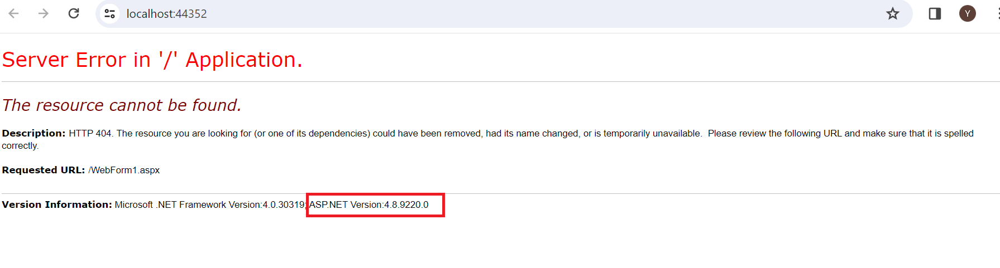 localhost:44352
Y
Server Error in '/' Application.
The resource cannot be found.
Description: HTTP 404. The resource you are looking for (or one of its dependencies) could have been removed, had its name changed, or is temporarily unavailable.  Please review the following URL and make sure that it is spelled
correctly.
Requested URL: /WebForm1.aspx
Version Information: Microsoft .NET Framework Version:4.0.30319; ASP.NET Version:4.8.9220.0